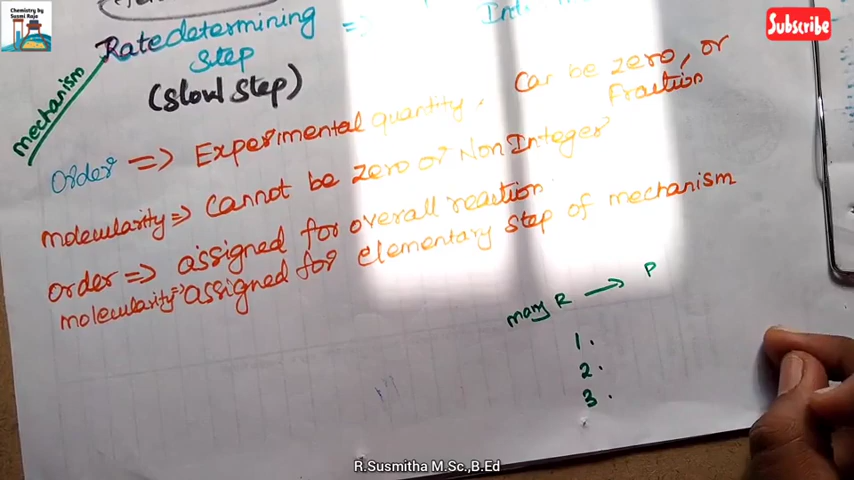 Chemistry by
Susmi Raja
Subscribe
Rate determining
Step
(Slow Step)
mechanism
Order => Experimental quantity, Can be zero, or
Fraction
molecularity => Cannot be zero or Non Integer
order => assigned for overall reaction
molecularity => assigned for elementary step of mechanism
many R → P
1.
2.
3.
R.Susmitha M.Sc.,B.Ed